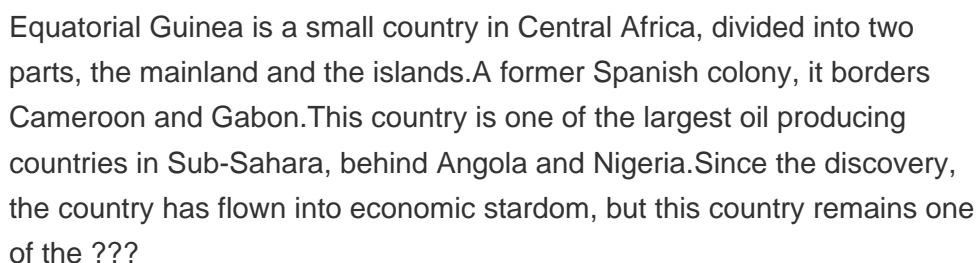 Equatorial Guinea is a small country in Central Africa, divided into two
parts, the mainland and the islands.A former Spanish colony, it borders
Cameroon and Gabon.This country is one of the largest oil producing
countries in Sub-Sahara, behind Angola and Nigeria.Since the discovery,
the country has flown into economic stardom, but this country remains one
of the ???